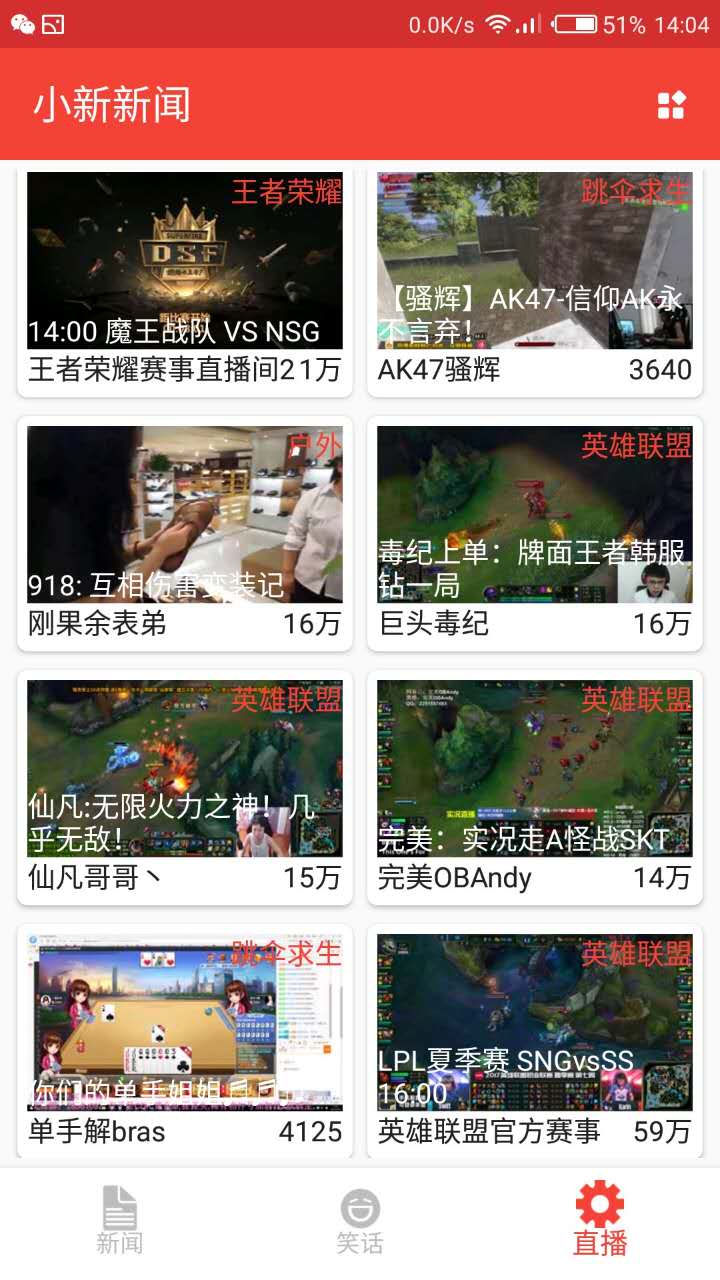 0.0K/s 51% 14:04
小新新闻
王者荣耀
DSF
14:00 魔王战队 VS NSG
王者荣耀赛事直播间21万
跳伞求生
【骚辉】AK47-信仰AK永
不言弃!
AK47骚辉 3640
户外
918: 互相伤害变装记
刚果余表弟 16万
英雄联盟
毒纪上单：牌面王者韩服
钻一局
巨头毒纪 16万
英雄联盟
仙凡:无限火力之神！几
乎无敌！
仙凡哥哥丶 15万
英雄联盟
完美：实况走A怪战SKT
完美OBAndy 14万
跳伞求生
你们的单手姐姐🎵🎵
单手解bras 4125
英雄联盟
LPL夏季赛 SNGvsSS
16:00
英雄联盟官方赛事 59万
新闻 笑话 直播